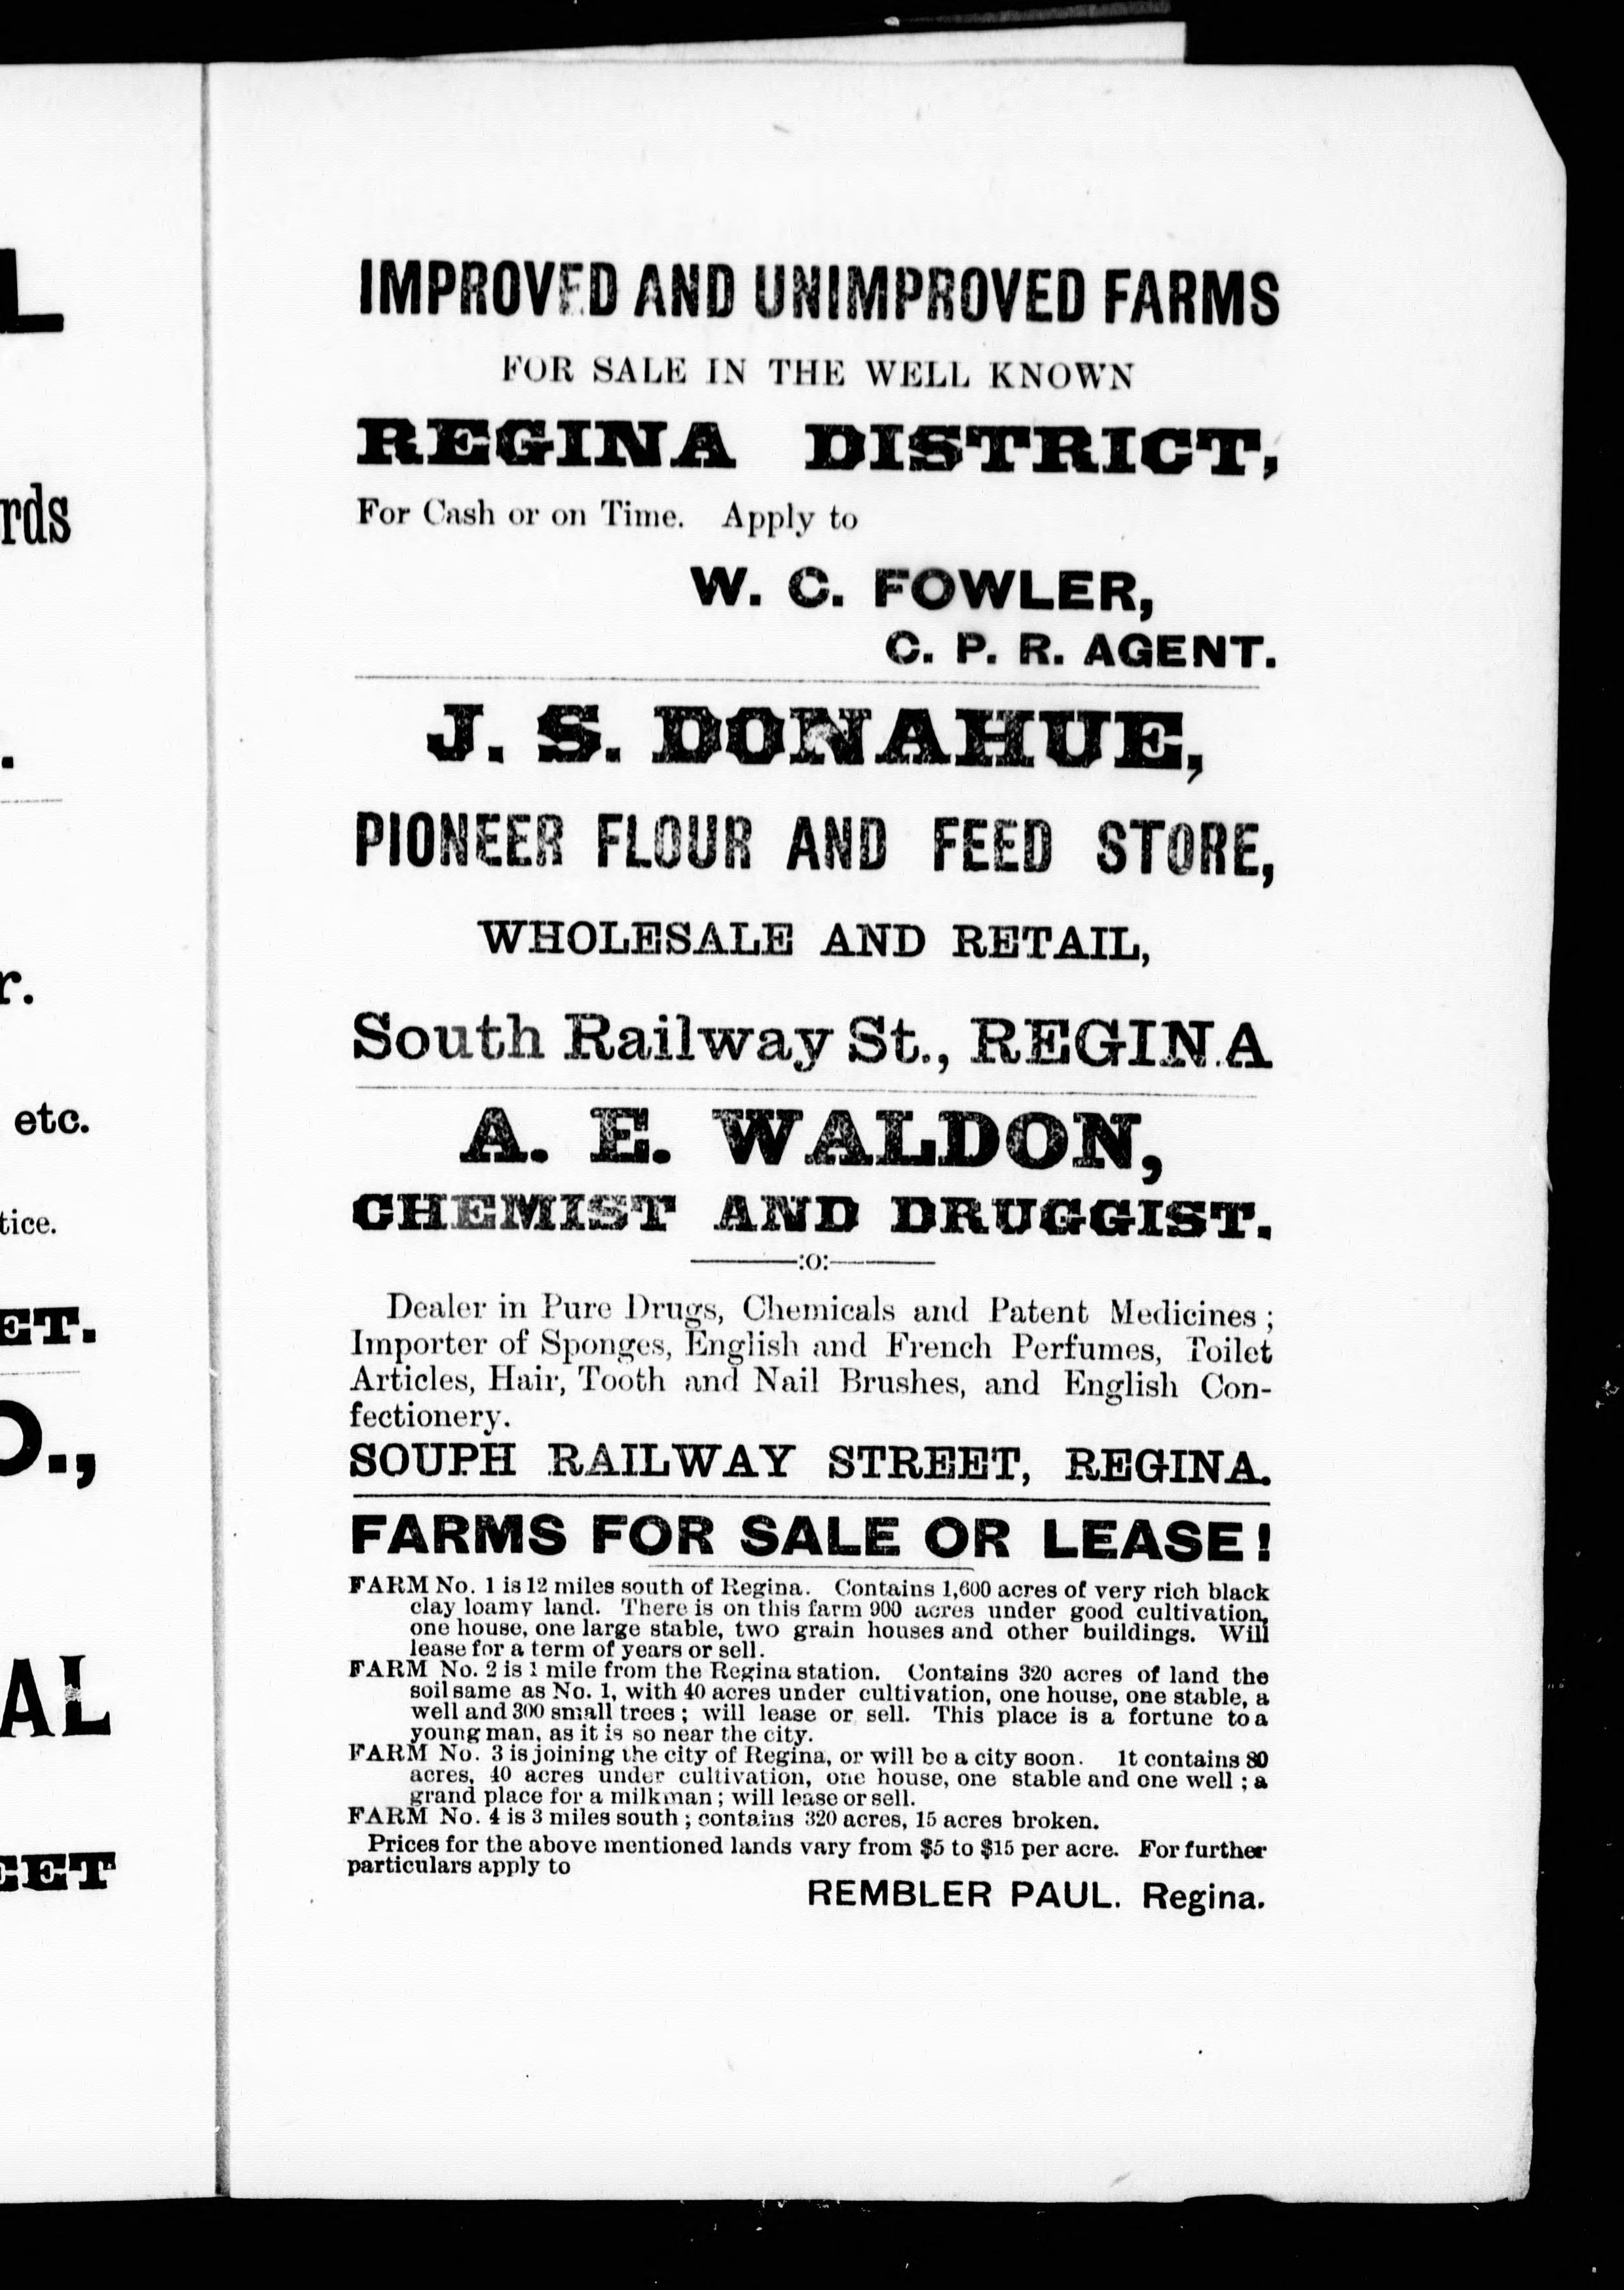 L
rds
.
r.
etc.
tice.
ET.
O.,
AL
EET
IMPROVED AND UNIMPROVED FARMS
FOR SALE IN THE WELL KNOWN
REGINA DISTRICT,
For Cash or on Time. Apply to
W. C. FOWLER,
C. P. R. AGENT.
J. S. DONAHUE,
PIONEER FLOUR AND FEED STORE,
WHOLESALE AND RETAIL,
South Railway St., REGINA
A. E. WALDON,
CHEMIST AND DRUGGIST.
:o:
Dealer in Pure Drugs, Chemicals and Patent Medicines ;
Importer of Sponges, English and French Perfumes, Toilet
Articles, Hair, Tooth and Nail Brushes, and English Con-
fectionery.
SOUPH RAILWAY STREET, REGINA.
FARMS FOR SALE OR LEASE!
FARM No. 1 is 12 miles south of Regina. Contains 1,600 acres of very rich black
clay loamy land. There is on this farm 900 acres under good cultivation,
one house, one large stable, two grain houses and other buildings. Will
lease for a term of years or sell.
FARM No. 2 is 1 mile from the Regina station. Contains 320 acres of land the
soil same as No. 1, with 40 acres under cultivation, one house, one stable, a
well and 300 small trees ; will lease or sell. This place is a fortune to a
young man, as it is so near the city.
FARM No. 3 is joining the city of Regina, or will be a city soon. It contains 80
acres, 40 acres under cultivation, one house, one stable and one well ; a
grand place for a milkman ; will lease or sell.
FARM No. 4 is 3 miles south ; contains 320 acres, 15 acres broken.
Prices for the above mentioned lands vary from $5 to $15 per acre. For further
particulars apply to
REMBLER PAUL. Regina.